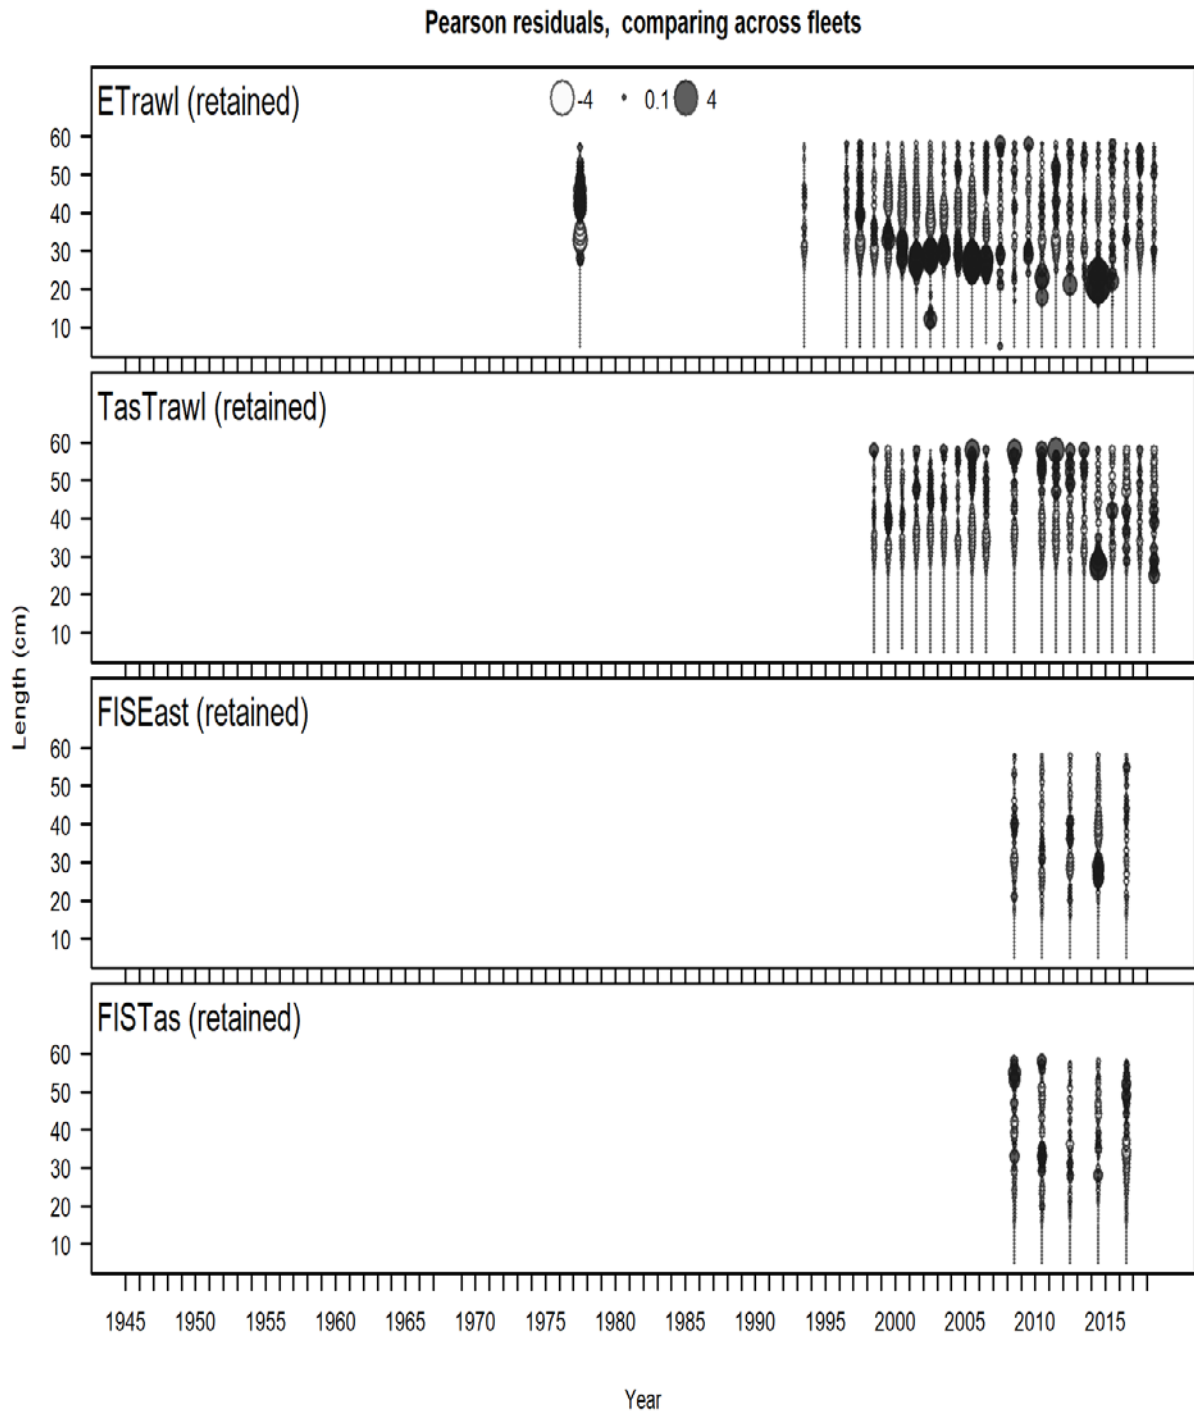 Pearson residuals, comparing across fleets
ETrawl (retained)
-4 0.1 4
60
50
40
30
20
10
TasTrawl (retained)
60
50
40
30
20
10
Length (cm)
FISEast (retained)
60
50
40
30
20
10
FISTas (retained)
60
50
40
30
20
10
1945 1950 1955 1960 1965 1970 1975 1980 1985 1990 1995 2000 2005 2010 2015
Year